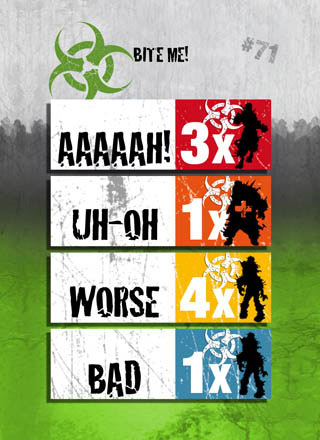 BITE ME!
#71
AAAAAH! 3x
UH-OH 1x
WORSE 4x
BAD 1x